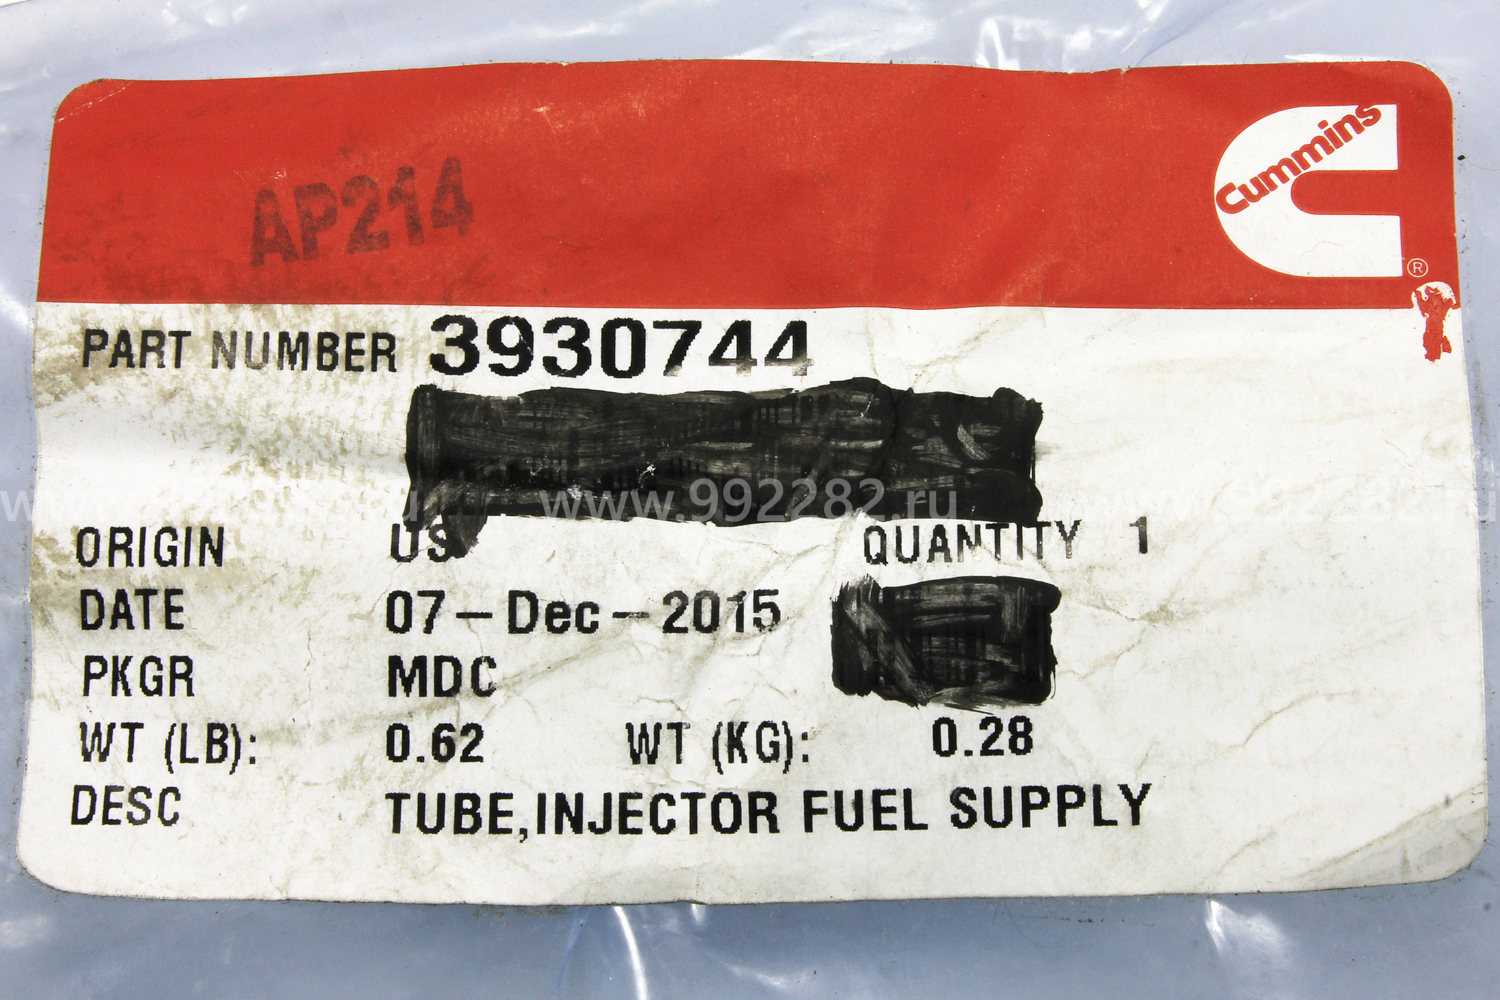 Cummins
®
AP214
PART NUMBER 3930744
www.992282.ru
ORIGIN US QUANTITY 1
DATE 07-Dec-2015
PKGR MDC
WT (LB): 0.62 WT (KG): 0.28
DESC TUBE,INJECTOR FUEL SUPPLY